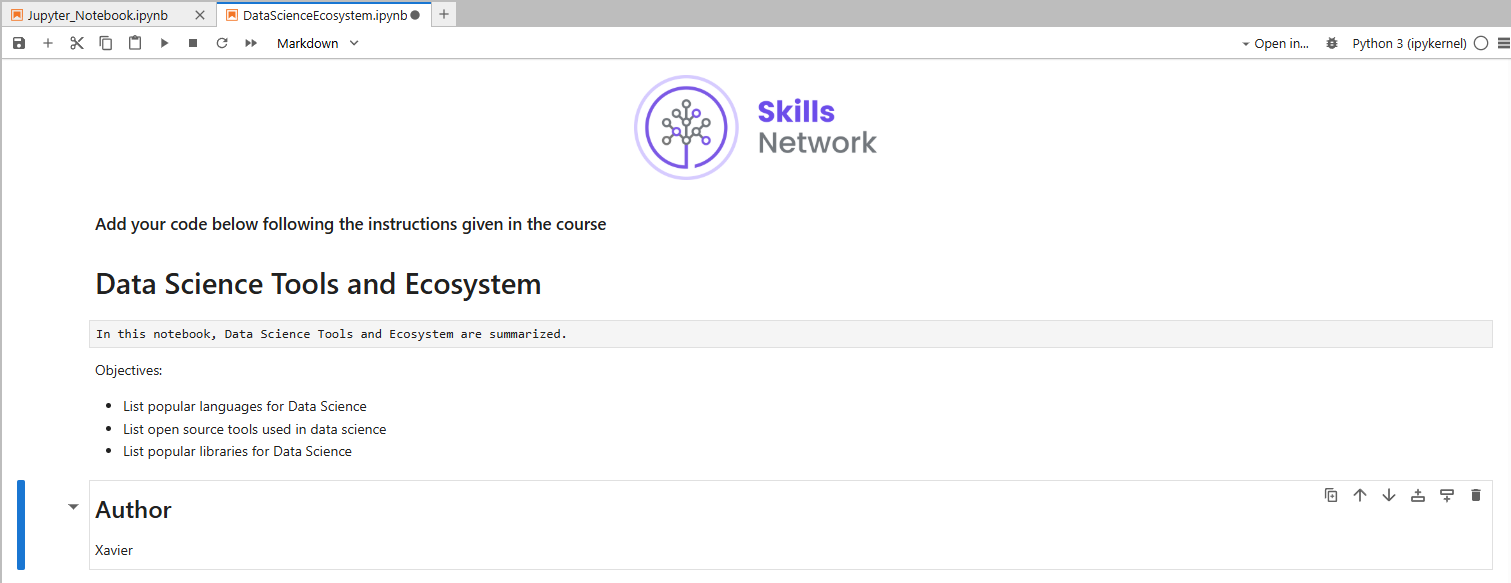 Jupyter_Notebook.ipynb DataScienceEcosystem.ipynb
Markdown Open in... Python 3 (ipykernel)
Skills
Network
Add your code below following the instructions given in the course
Data Science Tools and Ecosystem
In this notebook, Data Science Tools and Ecosystem are summarized.
Objectives:
• List popular languages for Data Science
• List open source tools used in data science
• List popular libraries for Data Science
Author
Xavier